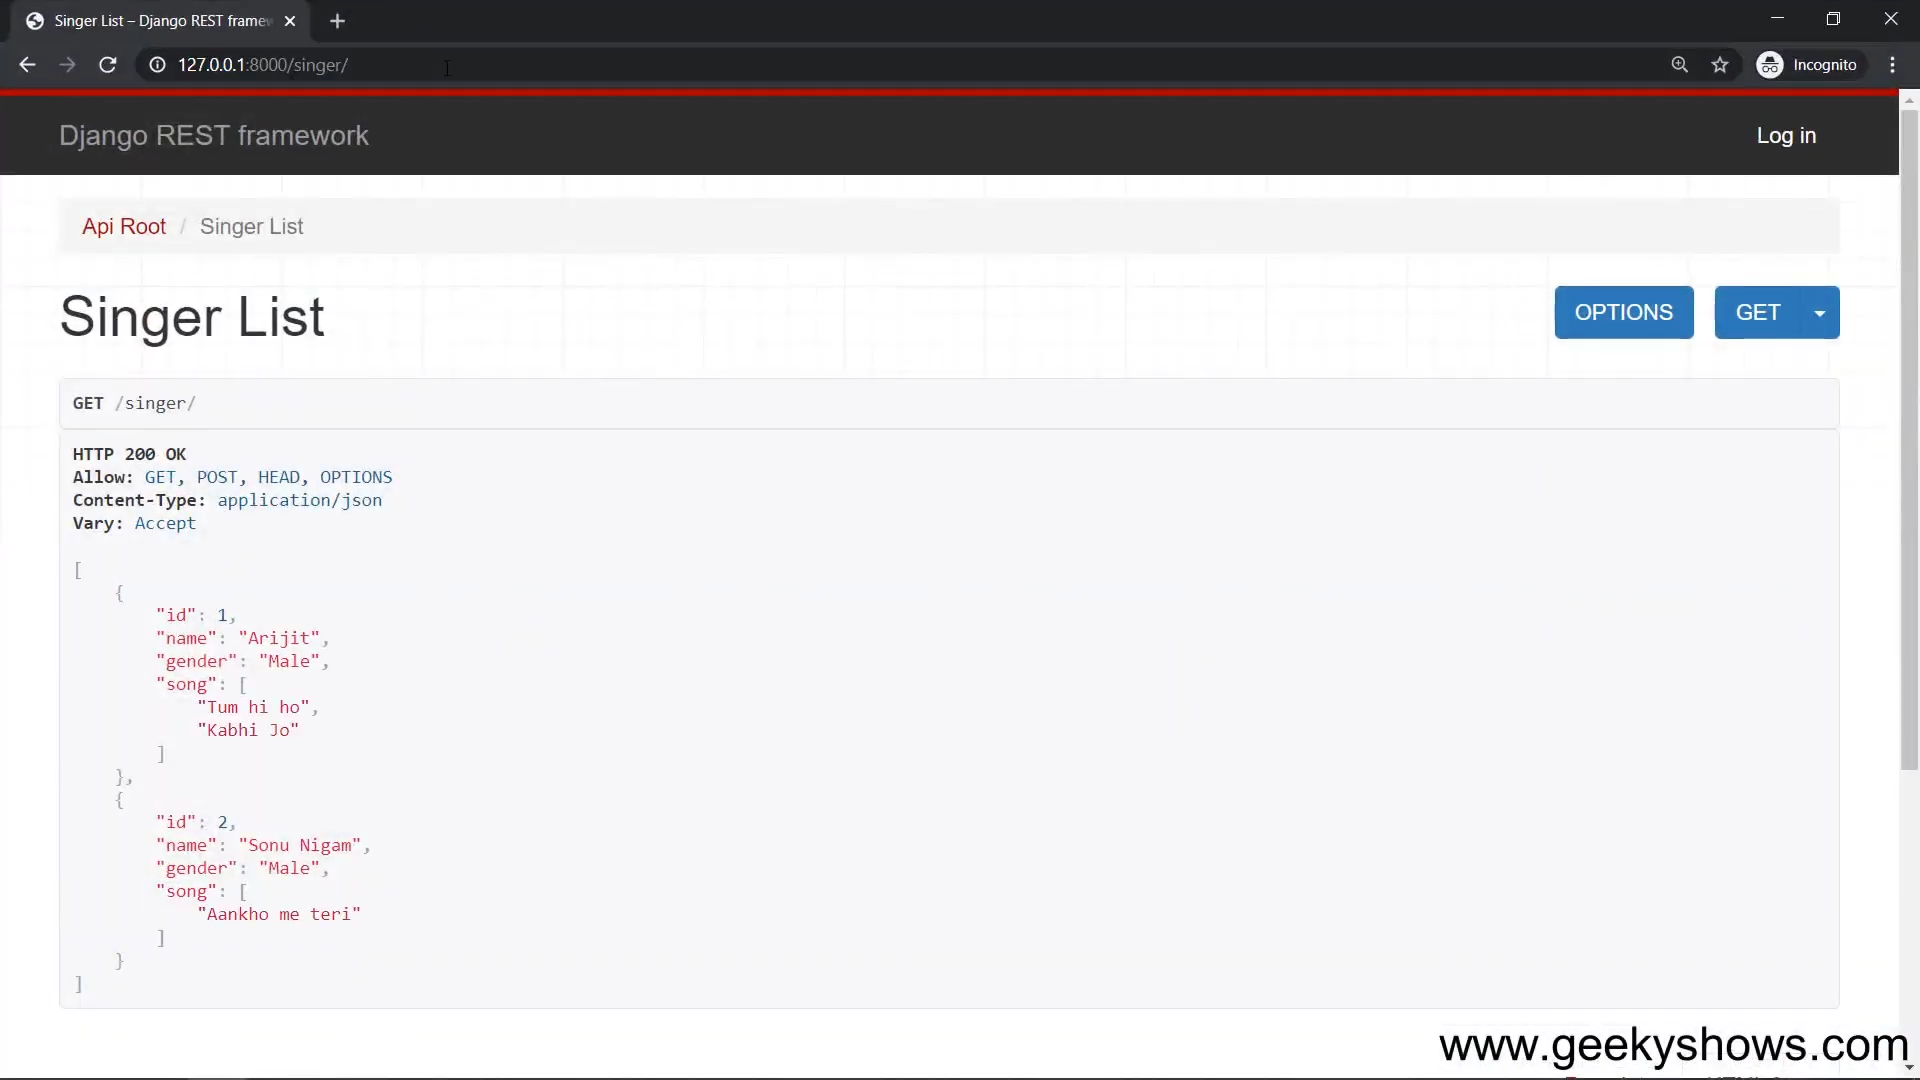 Singer List – Django REST framew
127.0.0.1:8000/singer/
Incognito
Django REST framework
Log in
Api Root / Singer List
Singer List
OPTIONS
GET
GET /singer/
HTTP 200 OK
Allow: GET, POST, HEAD, OPTIONS
Content-Type: application/json
Vary: Accept
[
    {
        "id": 1,
        "name": "Arijit",
        "gender": "Male",
        "song": [
            "Tum hi ho",
            "Kabhi Jo"
        ]
    },
    {
        "id": 2,
        "name": "Sonu Nigam",
        "gender": "Male",
        "song": [
            "Aankho me teri"
        ]
    }
]
www.geekyshows.com